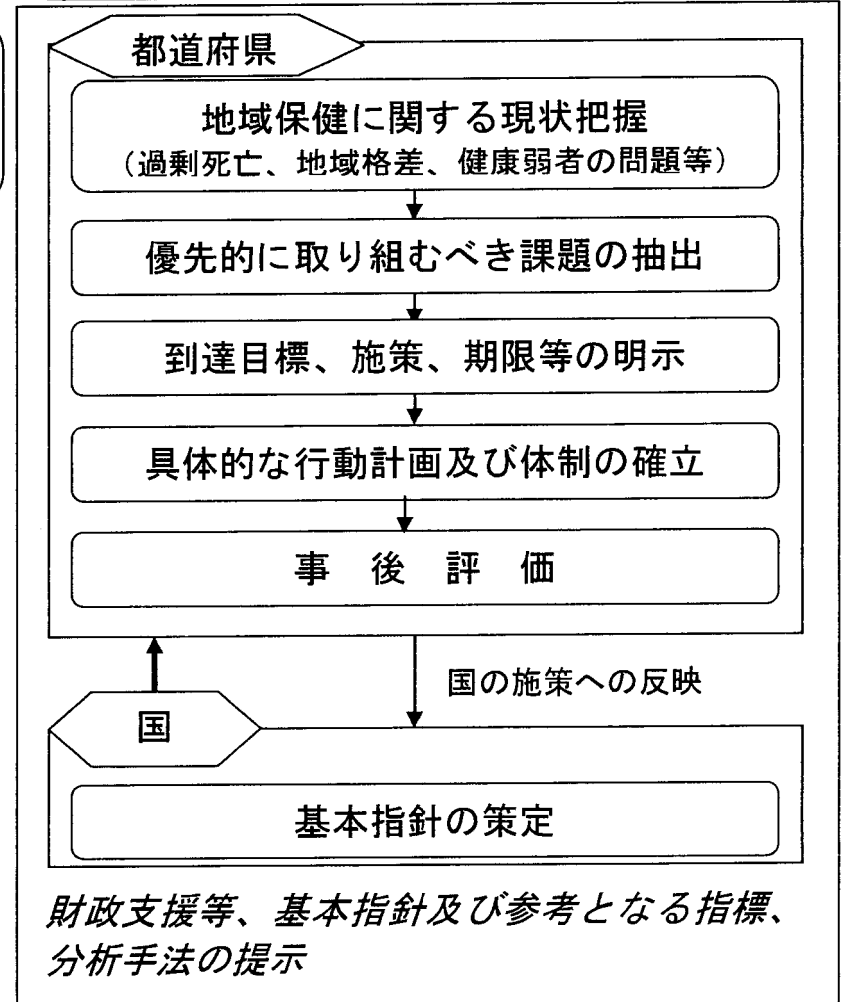 都道府県
地域保健に関する現状把握
（過剰死亡、地域格差、健康弱者の問題等）
優先的に取り組むべき課題の抽出
到達目標、施策、期限等の明示
具体的な行動計画及び体制の確立
事　後　評　価
国の施策への反映
国
基本指針の策定
財政支援等、基本指針及び参考となる指標、
分析手法の提示